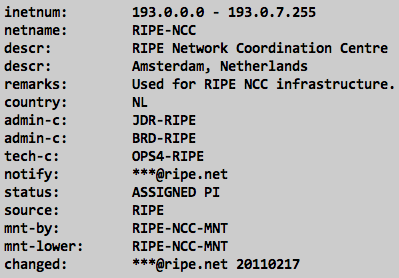 inetnum: 193.0.0.0 - 193.0.7.255
netname: RIPE-NCC
descr: RIPE Network Coordination Centre
descr: Amsterdam, Netherlands
remarks: Used for RIPE NCC infrastructure.
country: NL
admin-c: JDR-RIPE
admin-c: BRD-RIPE
tech-c: OPS4-RIPE
notify: ***@ripe.net
status: ASSIGNED PI
source: RIPE
mnt-by: RIPE-NCC-MNT
mnt-lower: RIPE-NCC-MNT
changed: ***@ripe.net 20110217